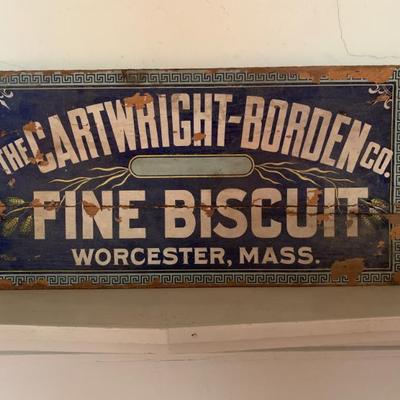 THE CARTWRIGHT-BORDEN CO.
FINE BISCUIT
WORCESTER, MASS.